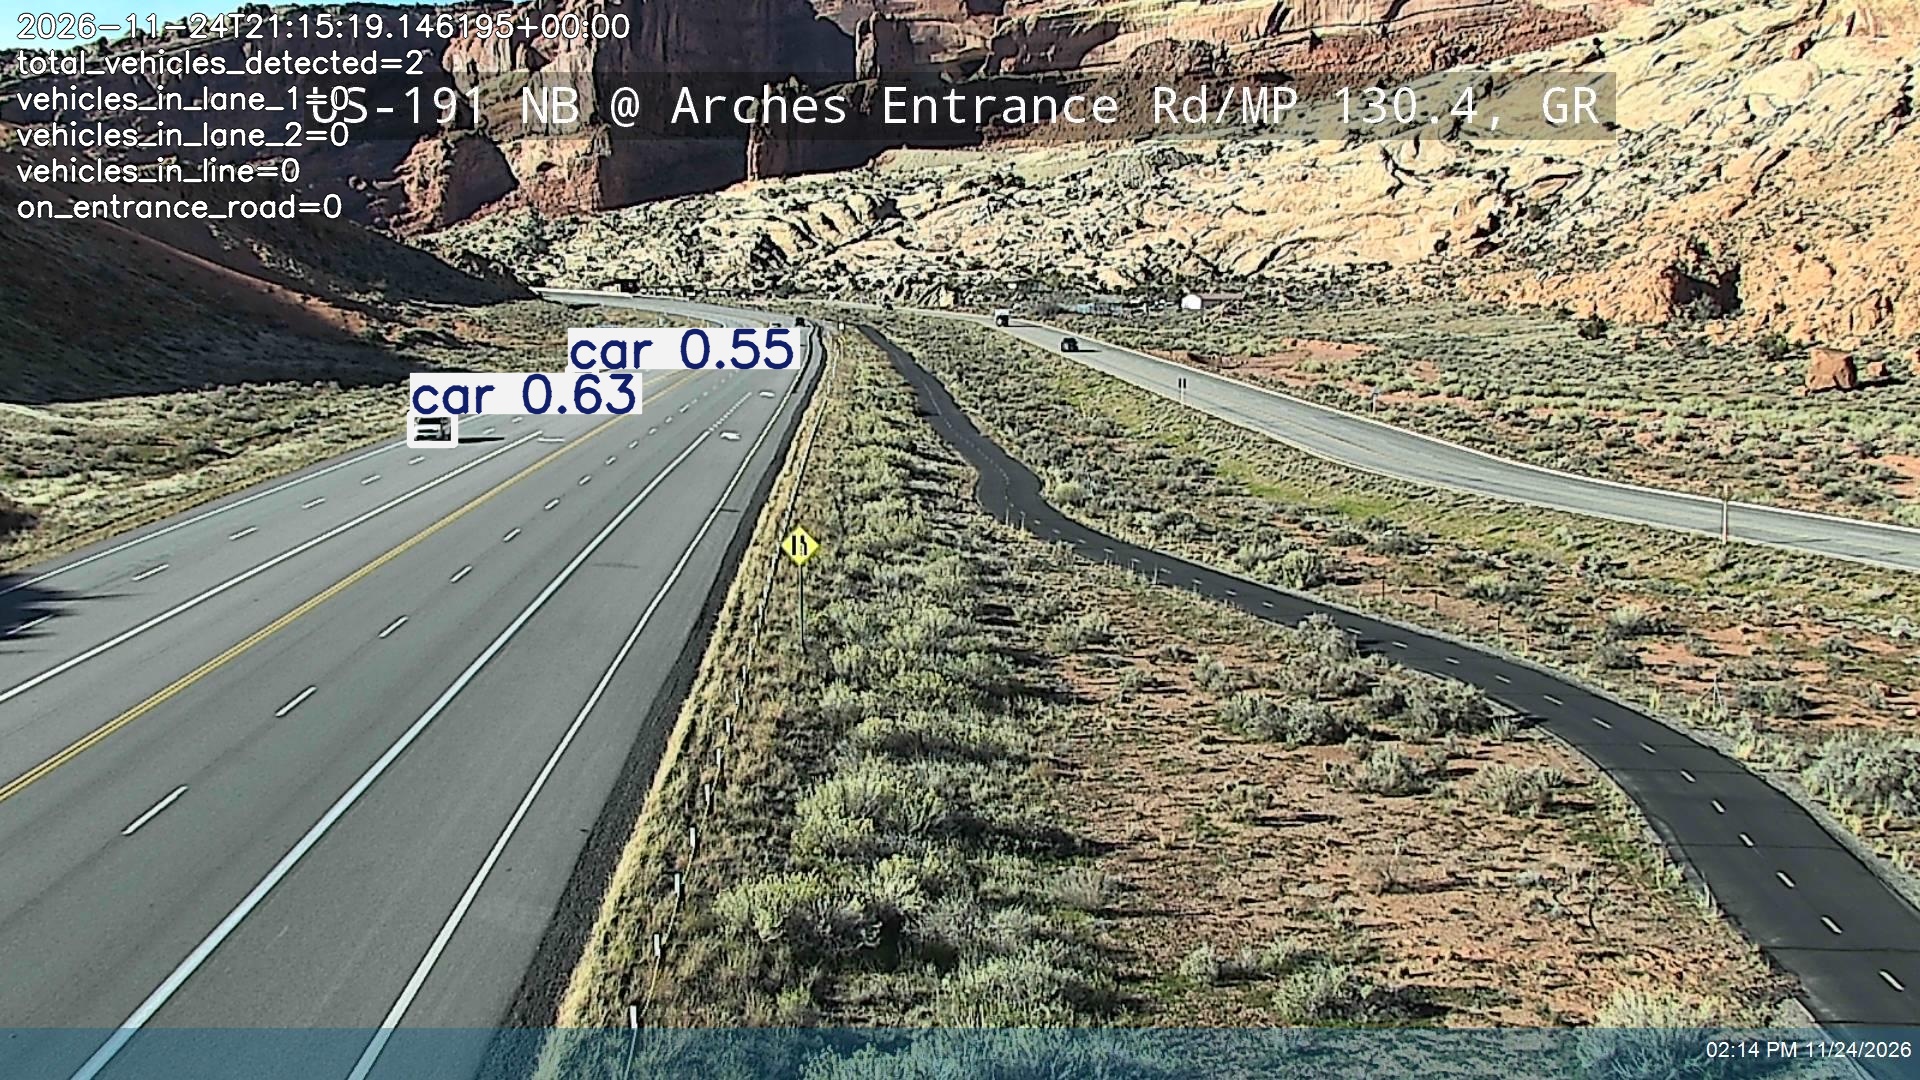 2026-11-24T21:15:19.146195+00:00
total_vehicles_detected=2
vehicles_in_lane_1=0
US-191 NB @ Arches Entrance Rd/MP 130.4, GR
vehicles_in_lane_2=0
vehicles_in_line=0
on_entrance_road=0
car 0.55
car 0.63
02:14 PM 11/24/2026